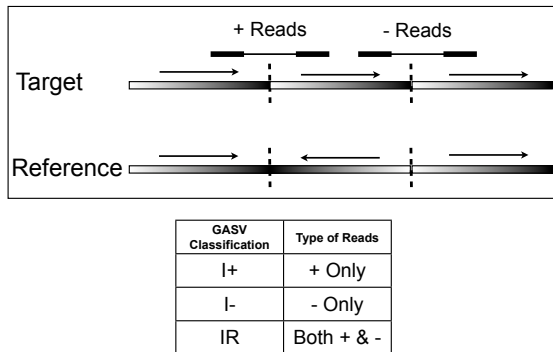 + Reads - Reads
Target
Reference
GASV Classification Type of Reads
I+ + Only
I- - Only
IR Both + & -